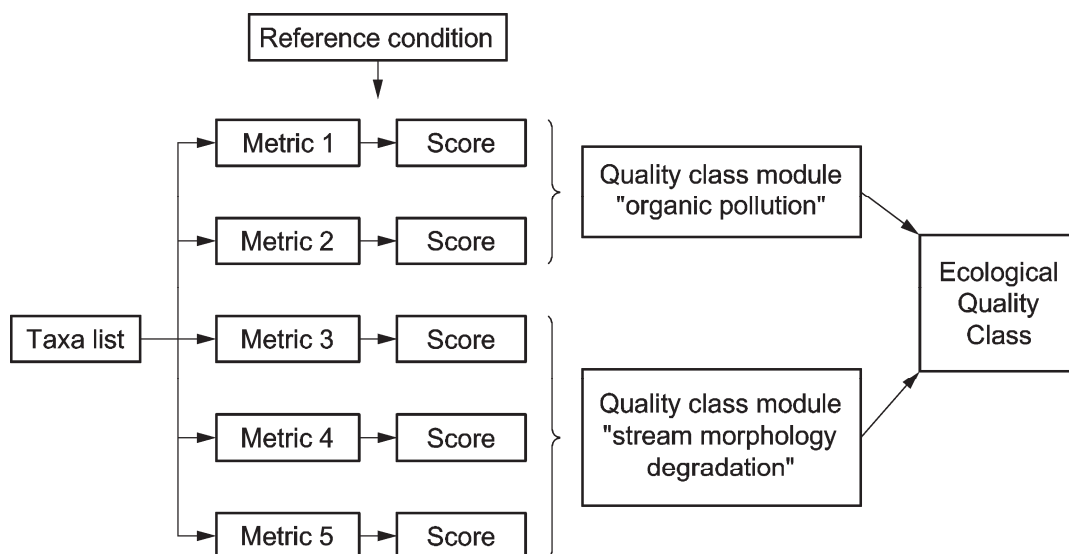 Reference condition
Metric 1
Score
Metric 2
Score
Taxa list
Metric 3
Score
Metric 4
Score
Metric 5
Score
Quality class module
"organic pollution"
Quality class module
"stream morphology
degradation"
Ecological
Quality
Class